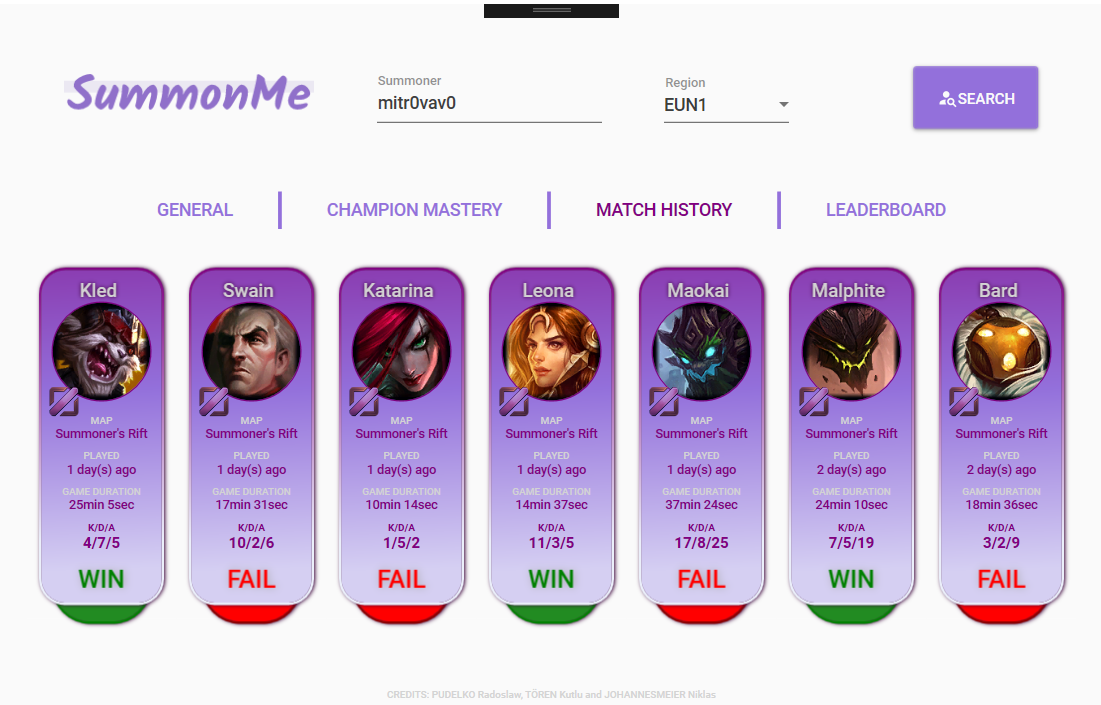 SummonMe
Summoner
mitr0vav0
Region
EUN1
SEARCH
GENERAL
CHAMPION MASTERY
MATCH HISTORY
LEADERBOARD
Kled
MAP
Summoner's Rift
PLAYED
1 day(s) ago
GAME DURATION
25min 5sec
K/D/A
4/7/5
WIN
Swain
MAP
Summoner's Rift
PLAYED
1 day(s) ago
GAME DURATION
17min 31sec
K/D/A
10/2/6
FAIL
Katarina
MAP
Summoner's Rift
PLAYED
1 day(s) ago
GAME DURATION
10min 14sec
K/D/A
1/5/2
FAIL
Leona
MAP
Summoner's Rift
PLAYED
1 day(s) ago
GAME DURATION
14min 37sec
K/D/A
11/3/5
WIN
Maokai
MAP
Summoner's Rift
PLAYED
1 day(s) ago
GAME DURATION
37min 24sec
K/D/A
17/8/25
FAIL
Malphite
MAP
Summoner's Rift
PLAYED
2 day(s) ago
GAME DURATION
24min 10sec
K/D/A
7/5/19
WIN
Bard
MAP
Summoner's Rift
PLAYED
2 day(s) ago
GAME DURATION
18min 36sec
K/D/A
3/2/9
FAIL
CREDITS: PUDELKO Radoslaw, TÖREN Kutlu and JOHANNESMEIER Niklas